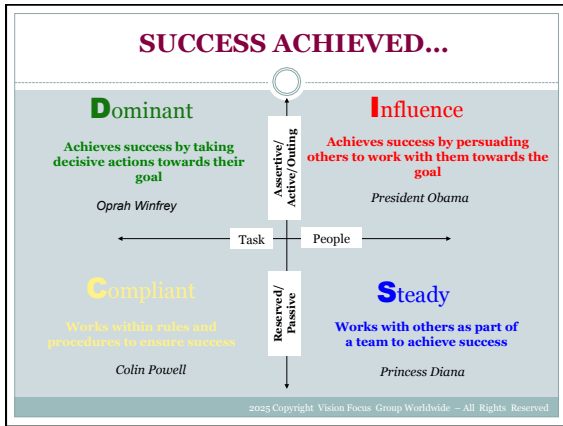 SUCCESS ACHIEVED...
Dominant
Achieves success by taking
decisive actions towards their
goal
Oprah Winfrey
Influence
Achieves success by persuading
others to work with them towards the
goal
President Obama
Assertive/
Active/Outing
Task
People
Reserved/
Passive
Compliant
Works within rules and
procedures to ensure success
Colin Powell
Steady
Works with others as part of
a team to achieve success
Princess Diana
2025 Copyright Vision Focus Group Worldwide – All Rights Reserved